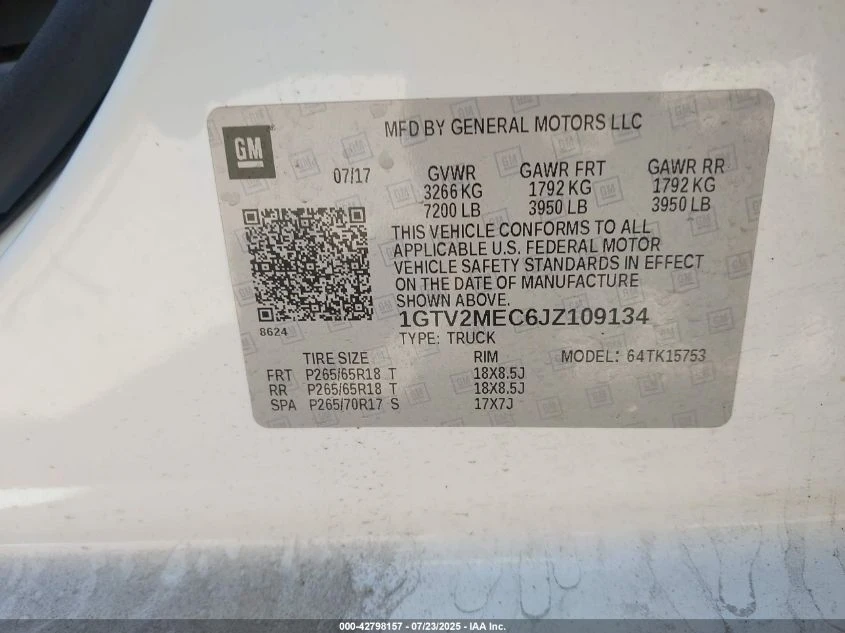 GM
MFD BY GENERAL MOTORS LLC
07/17
GVWR GAWR FRT GAWR RR
3266 KG 1792 KG 1792 KG
7200 LB 3950 LB 3950 LB
THIS VEHICLE CONFORMS TO ALL
APPLICABLE U.S. FEDERAL MOTOR
VEHICLE SAFETY STANDARDS IN EFFECT
ON THE DATE OF MANUFACTURE
SHOWN ABOVE.
8624
1GTV2MEC6JZ109134
TYPE: TRUCK
TIRE SIZE RIM MODEL: 64TK15753
FRT P265/65R18 T 18X8.5J
RR P265/65R18 T 18X8.5J
SPA P265/70R17 S 17X7J
000-42798157 - 07/23/2025 - IAA Inc.